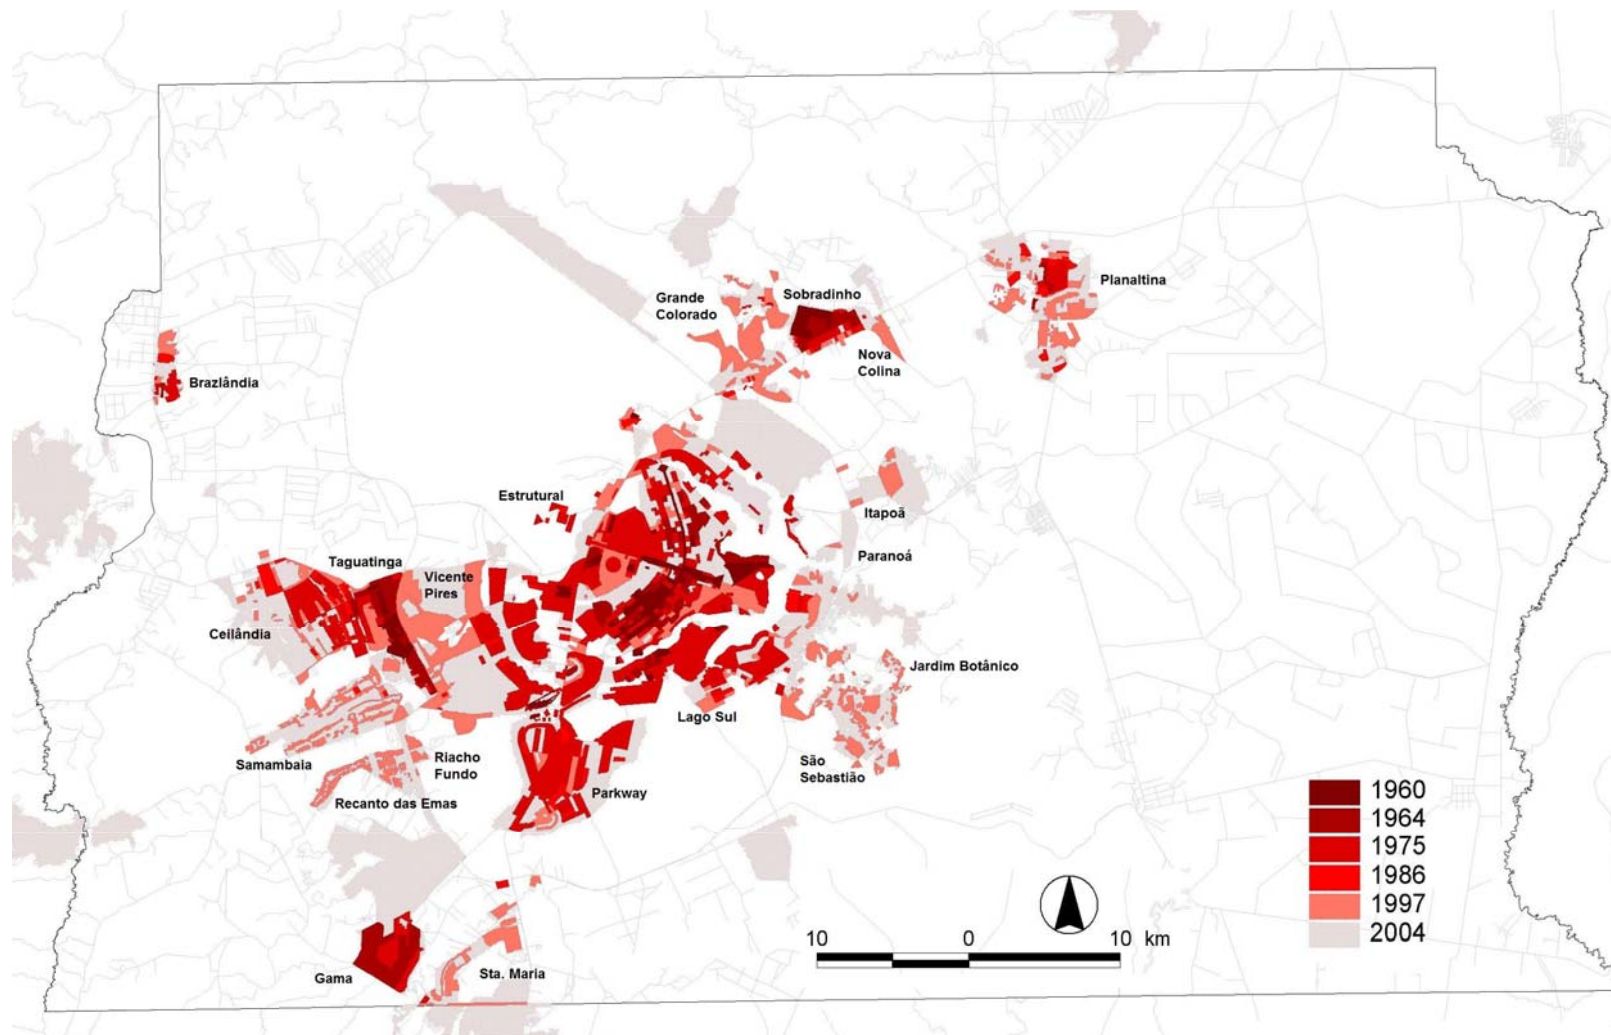 Planaltina
Grande
Colorado
Sobradinho
Nova
Colina
Brazlândia
Estrutural
Itapoã
Paranoá
Taguatinga
Vicente
Pires
Ceilândia
Jardim Botânico
Lago Sul
Samambaia
Riacho
Fundo
São
Sebastião
Recanto das Emas
Parkway
Gama
Sta. Maria
10 0 10 km
1960
1964
1975
1986
1997
2004